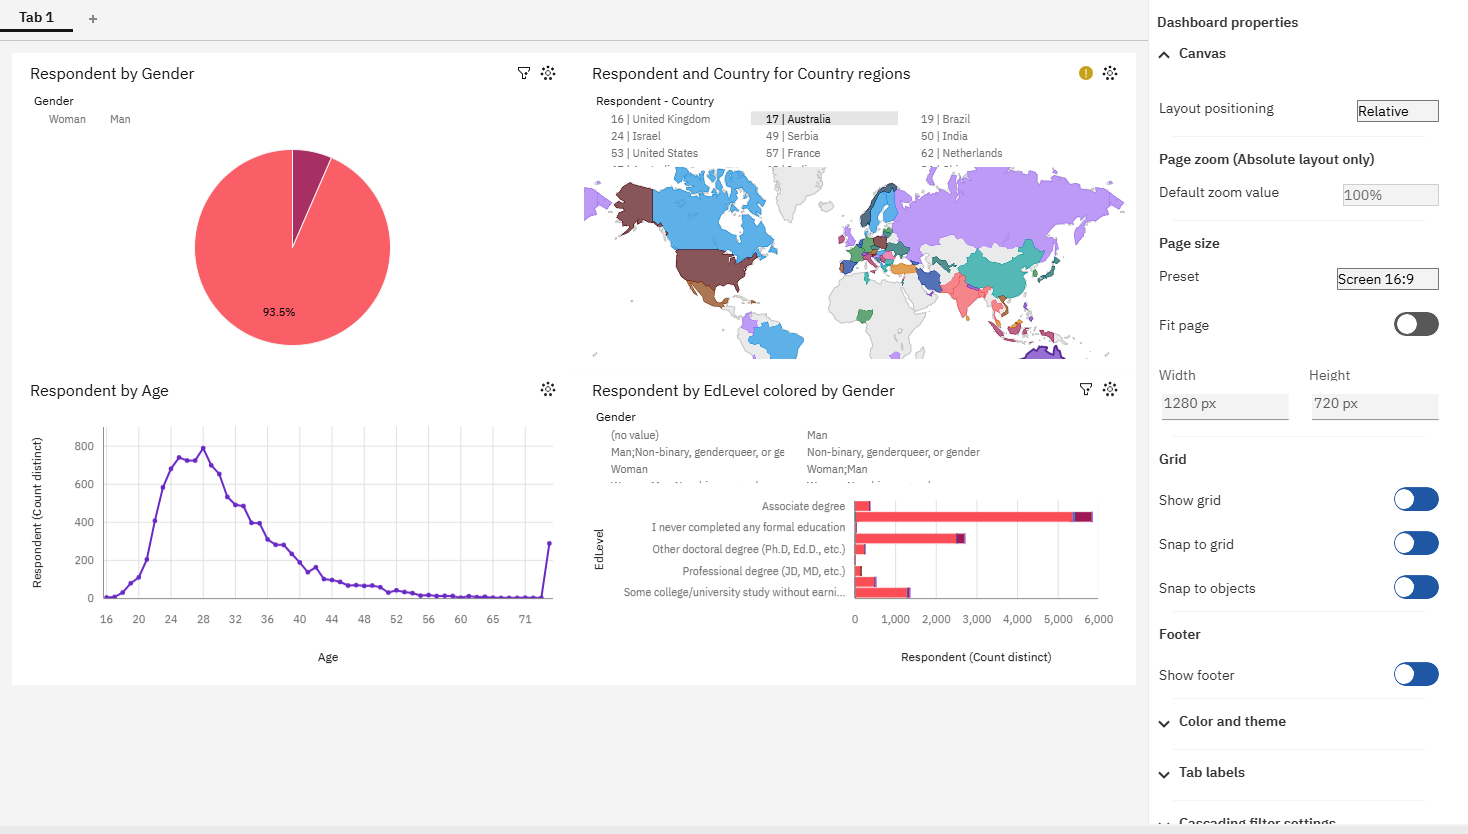 Tab 1 +
Respondent by Gender
Gender
Woman Man
93.5%
Respondent and Country for Country regions
Respondent - Country
16 | United Kingdom 17 | Australia 19 | Brazil
24 | Israel 49 | Serbia 50 | India
53 | United States 57 | France 62 | Netherlands
Respondent by Age
Respondent (Count distinct)
800
600
400
200
0
16 20 24 28 32 36 40 44 48 52 56 60 65 71
Age
Respondent by EdLevel colored by Gender
Gender
(no value) Man
Man;Non-binary, genderqueer, or ge Non-binary, genderqueer, or gender
Woman Woman;Man
EdLevel
Associate degree
I never completed any formal education
Other doctoral degree (Ph.D, Ed.D., etc.)
Professional degree (JD, MD, etc.)
Some college/university study without earni...
0 1,000 2,000 3,000 4,000 5,000 6,000
Respondent (Count distinct)
Dashboard properties
Canvas
Layout positioning Relative
Page zoom (Absolute layout only)
Default zoom value 100%
Page size
Preset Screen 16:9
Fit page
Width Height
1280 px 720 px
Grid
Show grid
Snap to grid
Snap to objects
Footer
Show footer
Color and theme
Tab labels
Cascading filter settings